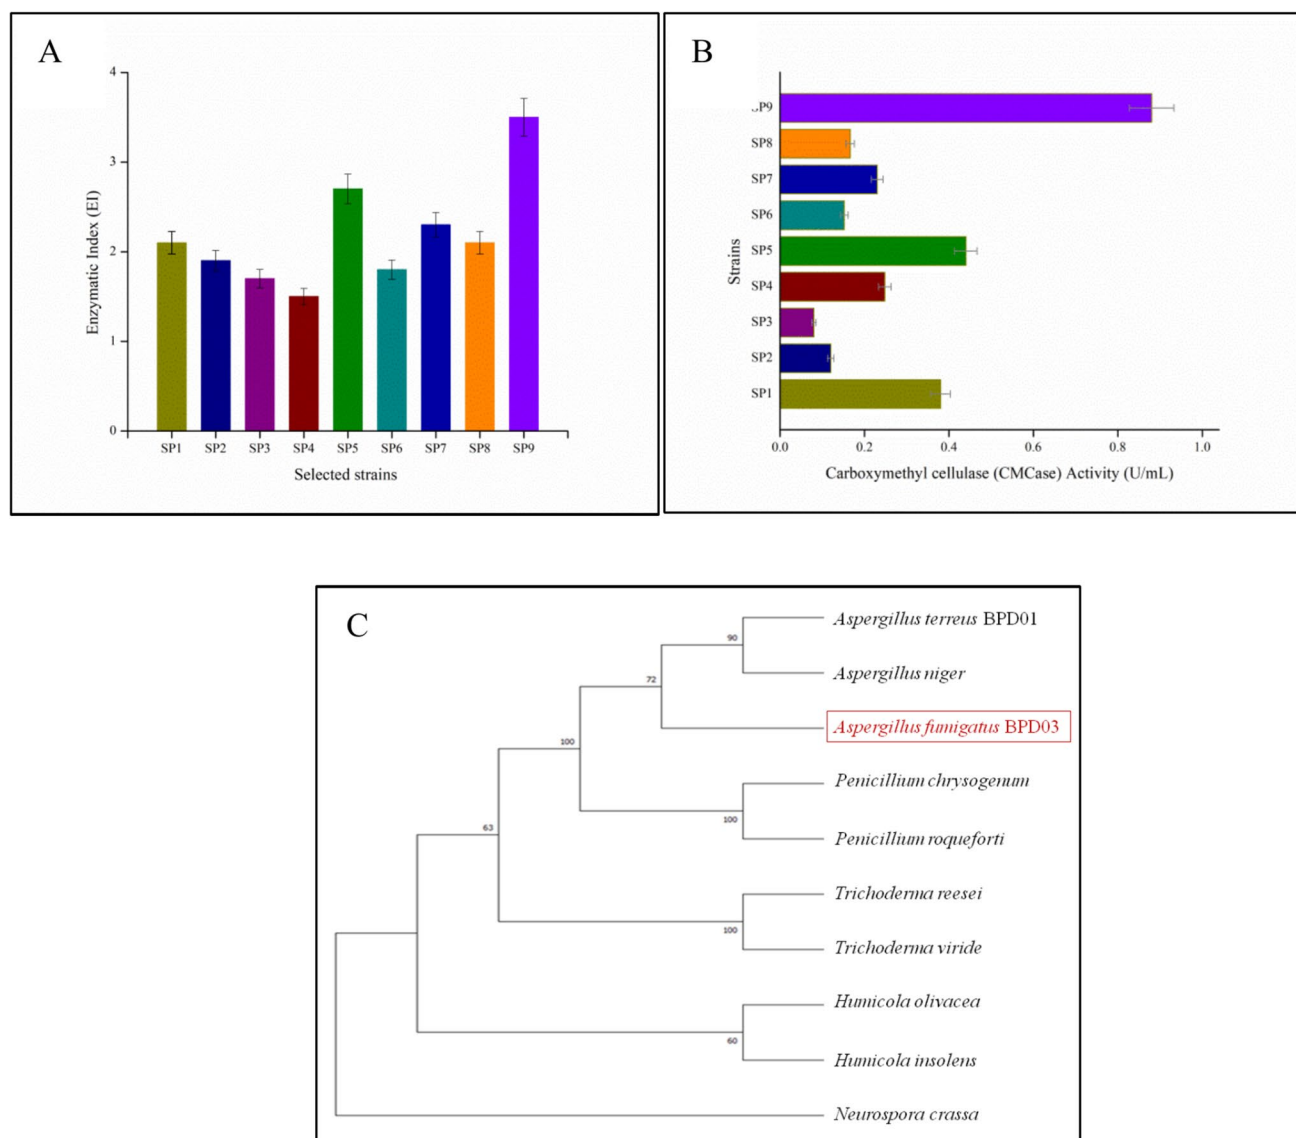 A
4
3
2
1
0
Enzymatic Index (EI)
SP1 SP2 SP3 SP4 SP5 SP6 SP7 SP8 SP9
Selected strains
B
SP9
SP8
SP7
SP6
SP5
SP4
SP3
SP2
SP1
Strains
0.0 0.2 0.4 0.6 0.8 1.0
Carboxymethyl cellulase (CMCase) Activity (U/mL)
C
Aspergillus terreus BPD01
90
Aspergillus niger
72
Aspergillus fumigatus BPD03
100
Penicillium chrysogenum
100
Penicillium roqueforti
63
Trichoderma reesei
100
Trichoderma viride
Humicola olivacea
60
Humicola insolens
Neurospora crassa